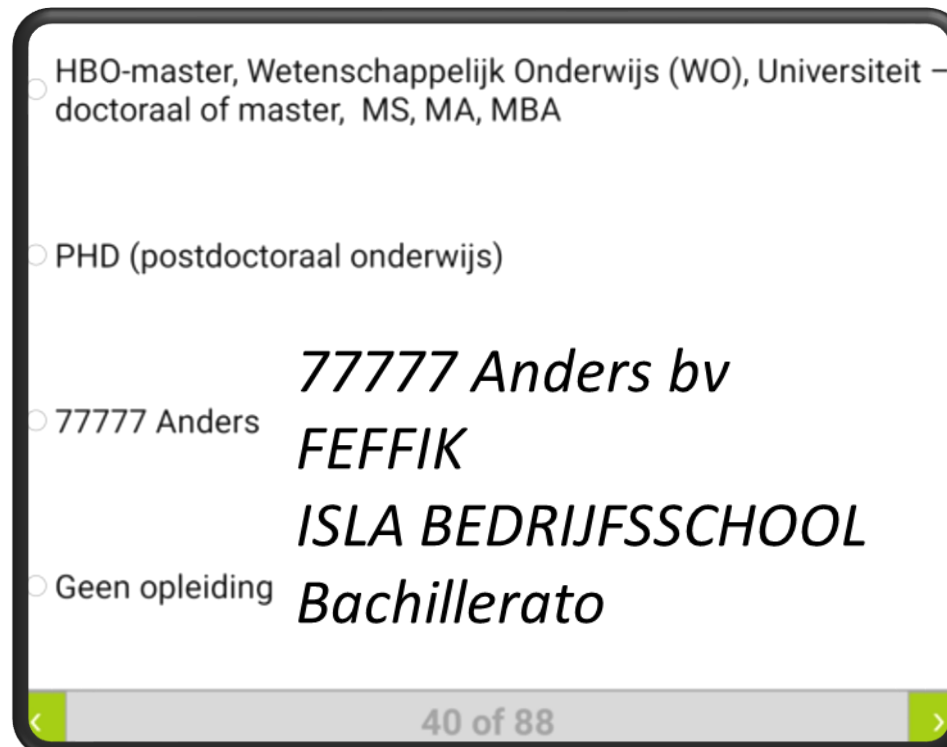 HBO-master, Wetenschappelijk Onderwijs (WO), Universiteit –
doctoraal of master, MS, MA, MBA
PHD (postdoctoraal onderwijs)
77777 Anders
77777 Anders bv
FEFFIK
ISLA BEDRIJFSSCHOOL
Bachillerato
Geen opleiding
‹
40 of 88
›